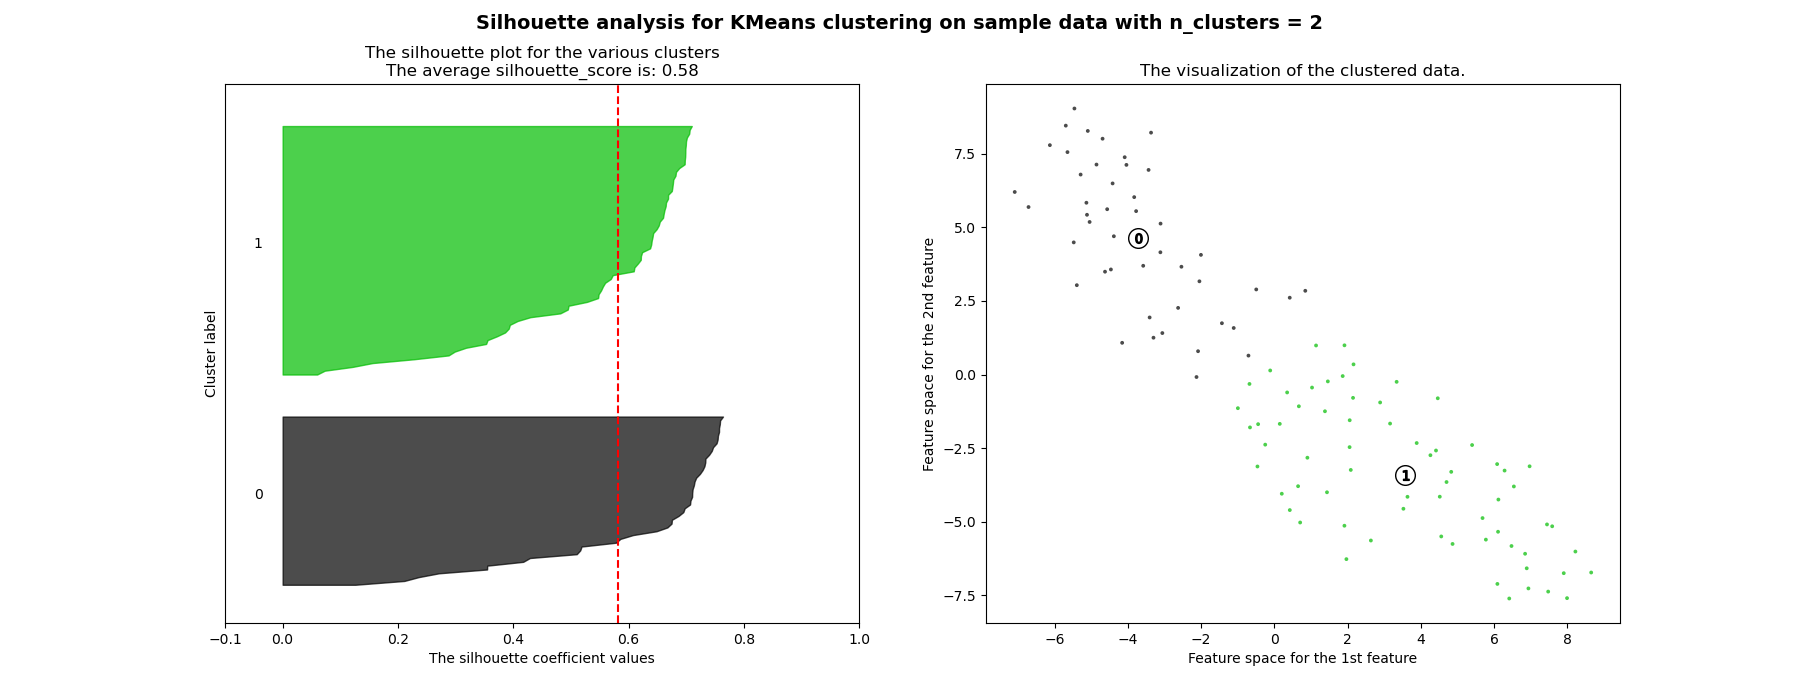 Silhouette analysis for KMeans clustering on sample data with n_clusters = 2
The silhouette plot for the various clusters
The average silhouette_score is: 0.58
1
0
Cluster label
−0.1 0.0 0.2 0.4 0.6 0.8 1.0
The silhouette coefficient values
The visualization of the clustered data.
7.5
5.0
2.5
0.0
−2.5
−5.0
−7.5
Feature space for the 2nd feature
0
1
−6 −4 −2 0 2 4 6 8
Feature space for the 1st feature